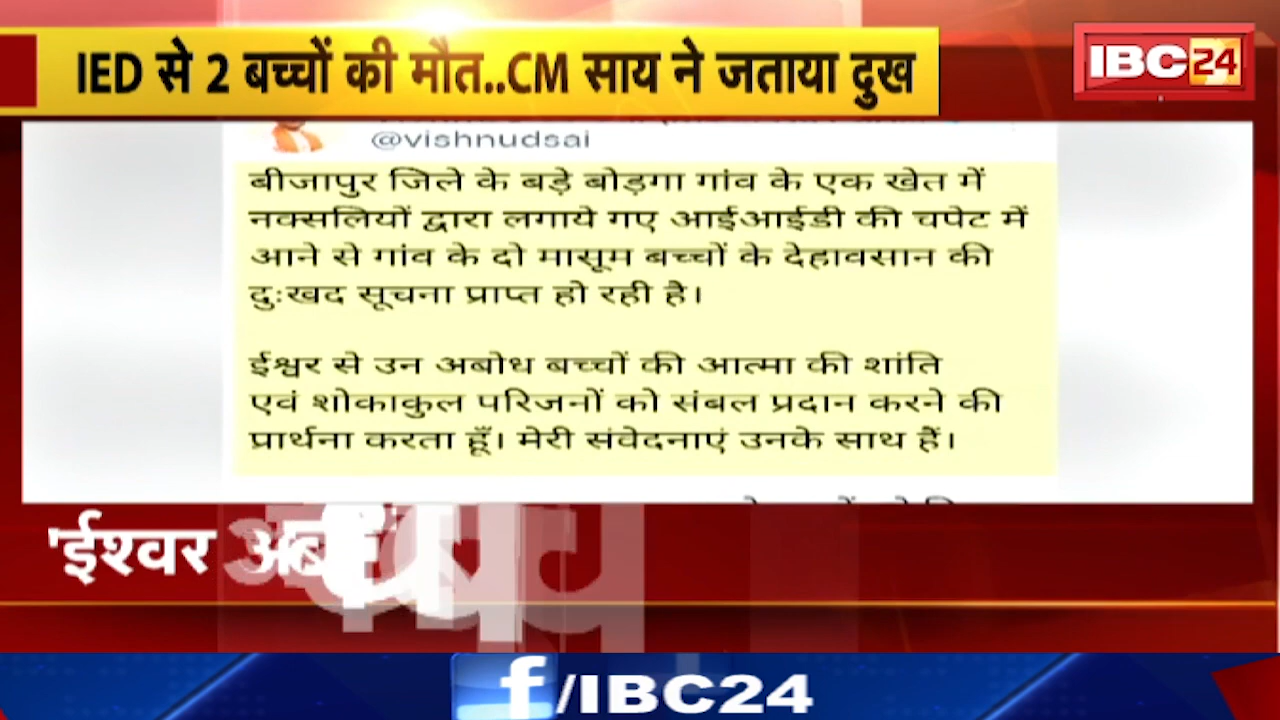 IED से 2 बच्चों की मौत..CM साय ने जताया दुख
IBC24
@vishnudsai
बीजापुर जिले के बड़े बोड़गा गांव के एक खेत में
नक्सलियों द्वारा लगाये गए आईआईडी की चपेट में
आने से गांव के दो मासूम बच्चों के देहावसान की
दुःखद सूचना प्राप्त हो रही है।
ईश्वर से उन अबोध बच्चों की आत्मा की शांति
एवं शोकाकुल परिजनों को संबल प्रदान करने की
प्रार्थना करता हूँ। मेरी संवेदनाएं उनके साथ हैं।
'ईश्वर
f/IBC24